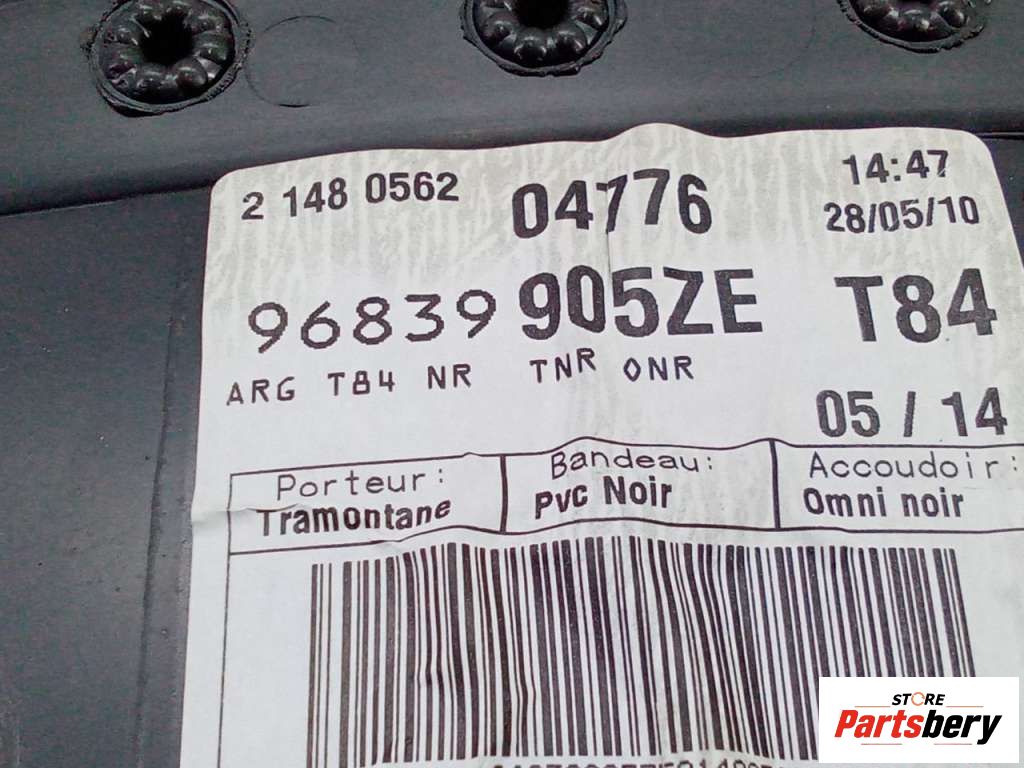 2 148 0562 04776 14:47
28/05/10
96839 905ZE T84
ARG T84 NR TNR ONR
05 / 14
Porteur: Bandeau: Accoudoir:
Tramontane Pvc Noir Omni noir
STORE
Partsbery